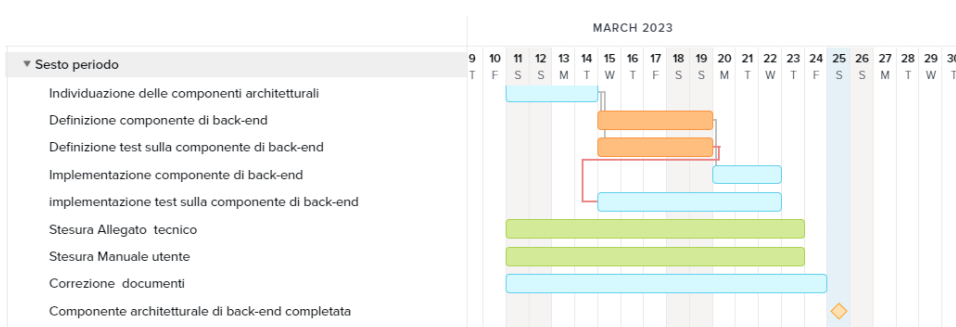 MARCH 2023
9 10 11 12 13 14 15 16 17 18 19 20 21 22 23 24 25 26 27 28 29 30
T F S S M T W T F S S M T W T F S S M T W T
Sesto periodo
Individuazione delle componenti architetturali
Definizione componente di back-end
Definizione test sulla componente di back-end
Implementazione componente di back-end
implementazione test sulla componente di back-end
Stesura Allegato tecnico
Stesura Manuale utente
Correzione documenti
Componente architetturale di back-end completata